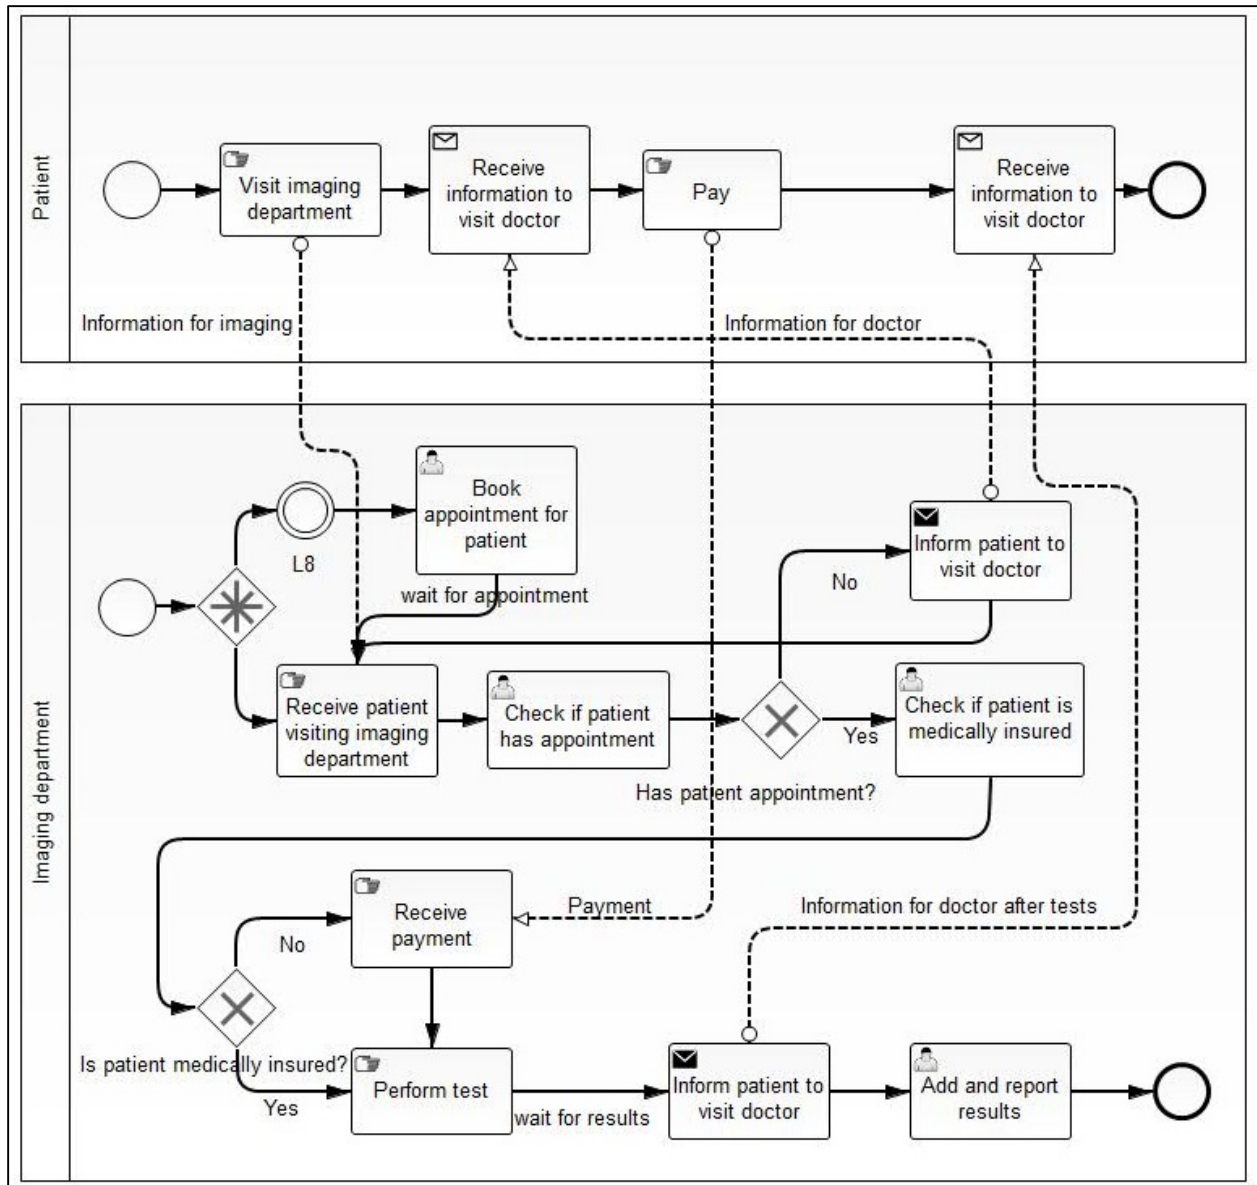 Patient
Visit imaging
department
Receive
information to
visit doctor
Pay
Receive
information to
visit doctor
Information for imaging
Information for doctor
Imaging department
Book
appointment for
patient
L8
wait for appointment
Inform patient to
visit doctor
No
Receive patient
visiting imaging
department
Check if patient
has appointment
Yes
Check if patient is
medically insured
Has patient appointment?
Receive
payment
Payment
Information for doctor after tests
No
Is patient medically insured?
Yes
Perform test
wait for results
Inform patient to
visit doctor
Add and report
results